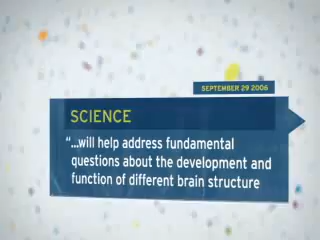 SEPTEMBER 29 2006
SCIENCE
“...will help address fundamental
questions about the development and
function of different brain structure